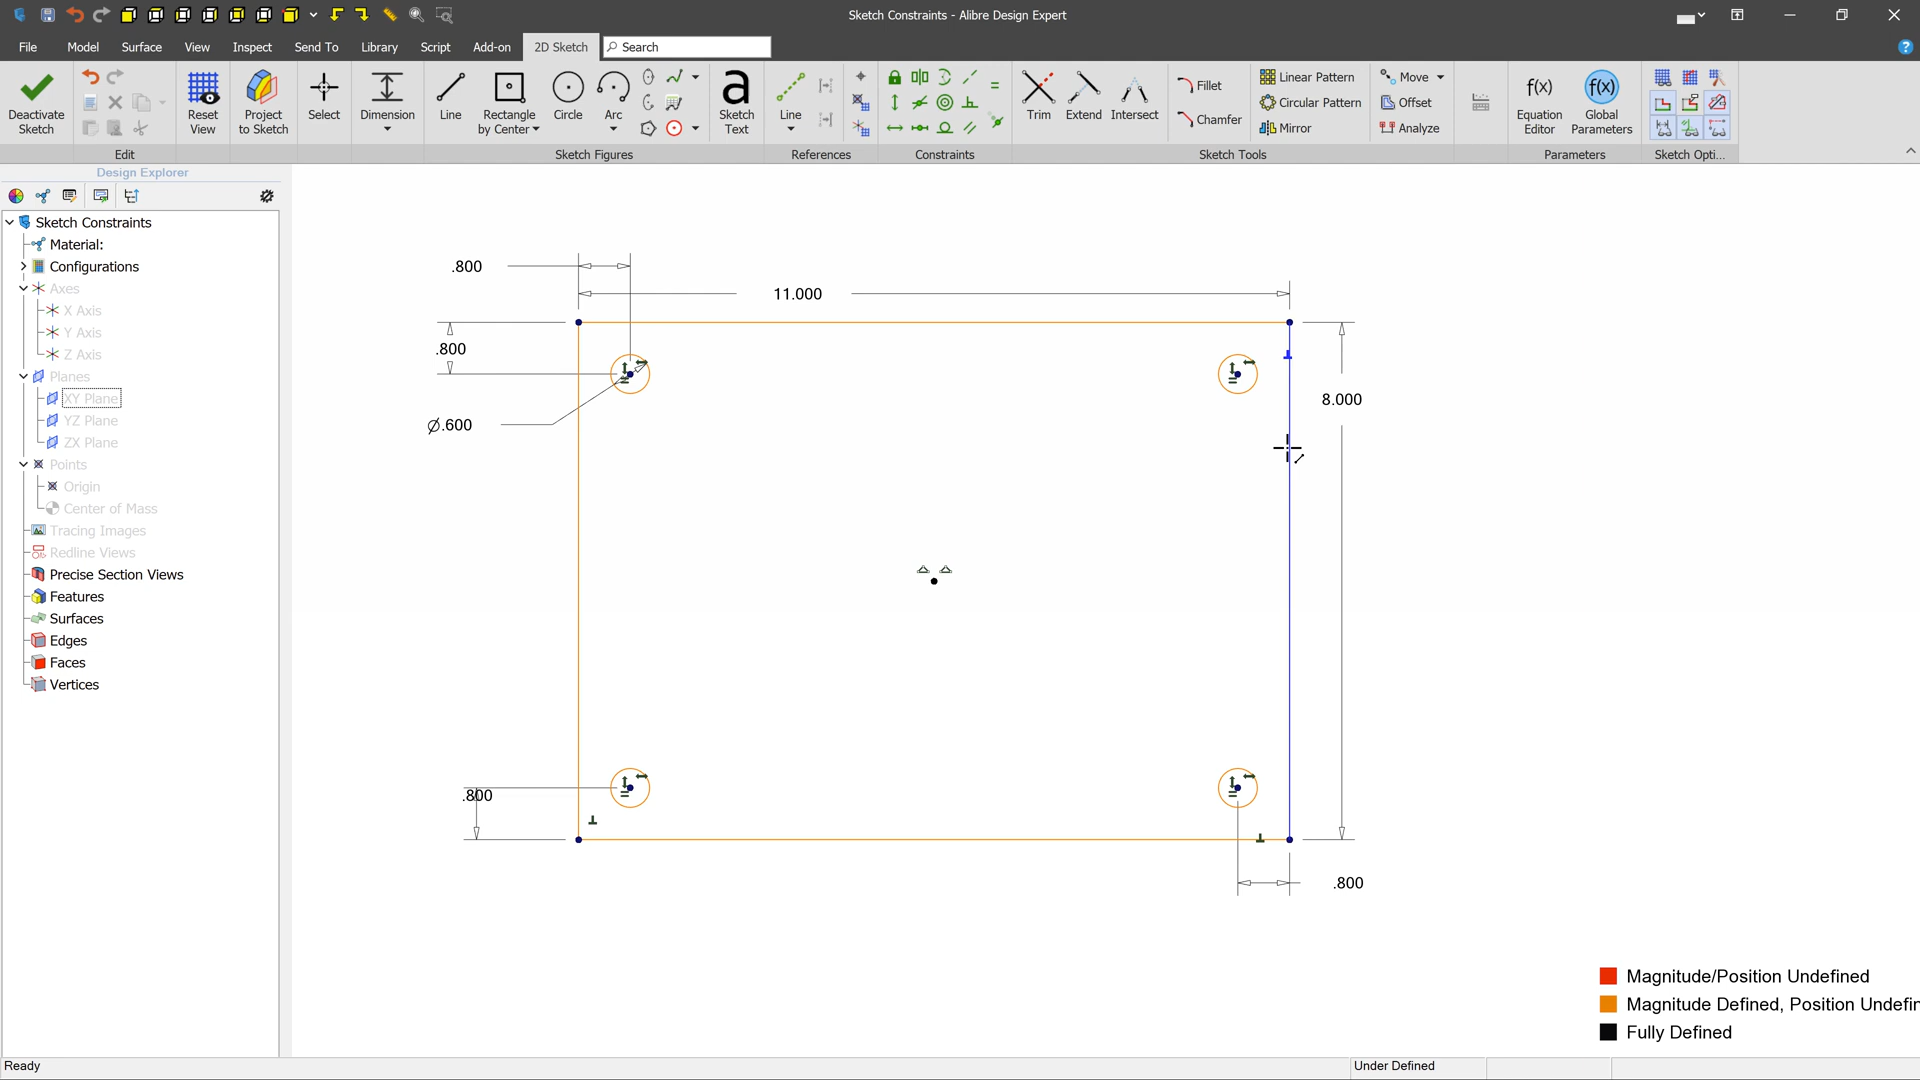 Sketch Constraints - Alibre Design Expert
File
Model
Surface
View
Inspect
Send To
Library
Script
Add-on
2D Sketch
Search
Deactivate
Sketch
Reset
View
Project
to Sketch
Select
Dimension
Line
Rectangle
by Center
Circle
Arc
a
Sketch
Text
Line
Trim
Extend
Intersect
Fillet
Chamfer
Linear Pattern
Circular Pattern
Mirror
Move
Offset
Analyze
f(x)
Equation
Editor
f(x)
Global
Parameters
Edit
Sketch Figures
References
Constraints
Sketch Tools
Parameters
Sketch Opti...
Design Explorer
Sketch Constraints
Material:
Configurations
Axes
X Axis
Y Axis
Z Axis
Planes
XY Plane
YZ Plane
ZX Plane
Points
Origin
Center of Mass
Tracing Images
Redline Views
Precise Section Views
Features
Surfaces
Edges
Faces
Vertices
.800
11.000
.800
Ø.600
8.000
.800
.800
Magnitude/Position Undefined
Magnitude Defined, Position Undefin
Fully Defined
Ready
Under Defined